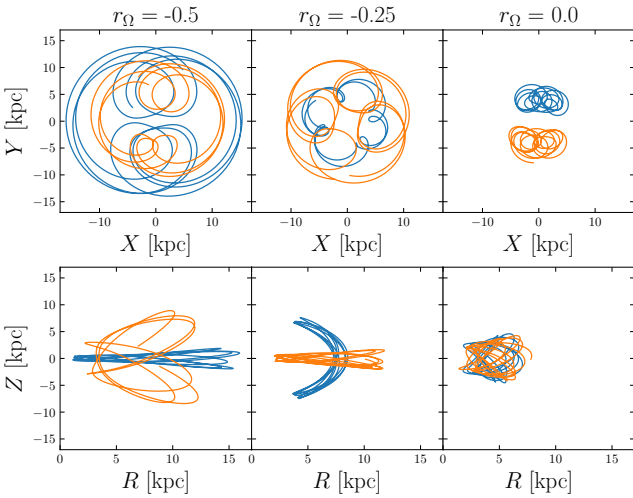 r_Ω = -0.5 r_Ω = -0.25 r_Ω = 0.0
15
10
5
0
−5
−10
−15
Y [kpc]
−10 0 10 −10 0 10 −10 0 10
X [kpc] X [kpc] X [kpc]
15
10
5
0
−5
−10
−15
Z [kpc]
0 5 10 15 0 5 10 15 0 5 10 15
R [kpc] R [kpc] R [kpc]